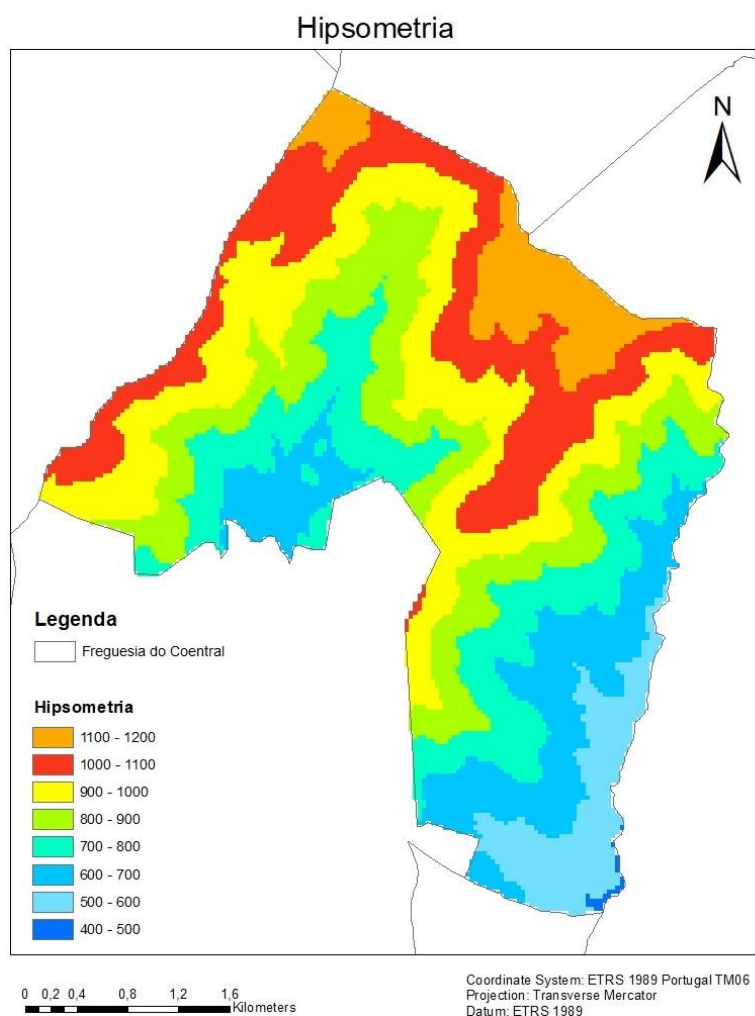 Hipsometria
N
Legenda
Freguesia do Coentral
Hipsometria
1100 - 1200
1000 - 1100
900 - 1000
800 - 900
700 - 800
600 - 700
500 - 600
400 - 500
0 0,2 0,4 0,8 1,2 1,6
Kilometers
Coordinate System: ETRS 1989 Portugal TM06
Projection: Transverse Mercator
Datum: ETRS 1989